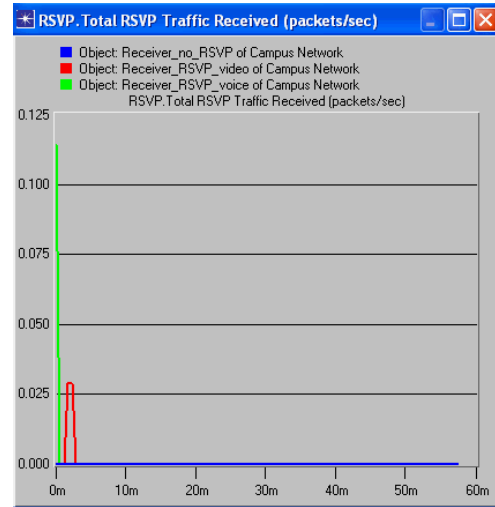 RSVP.Total RSVP Traffic Received (packets/sec)
Object: Receiver_no_RSVP of Campus Network
Object: Receiver_RSVP_video of Campus Network
Object: Receiver_RSVP_voice of Campus Network
RSVP.Total RSVP Traffic Received (packets/sec)
0.125
0.100
0.075
0.050
0.025
0.000
0m 10m 20m 30m 40m 50m 60m